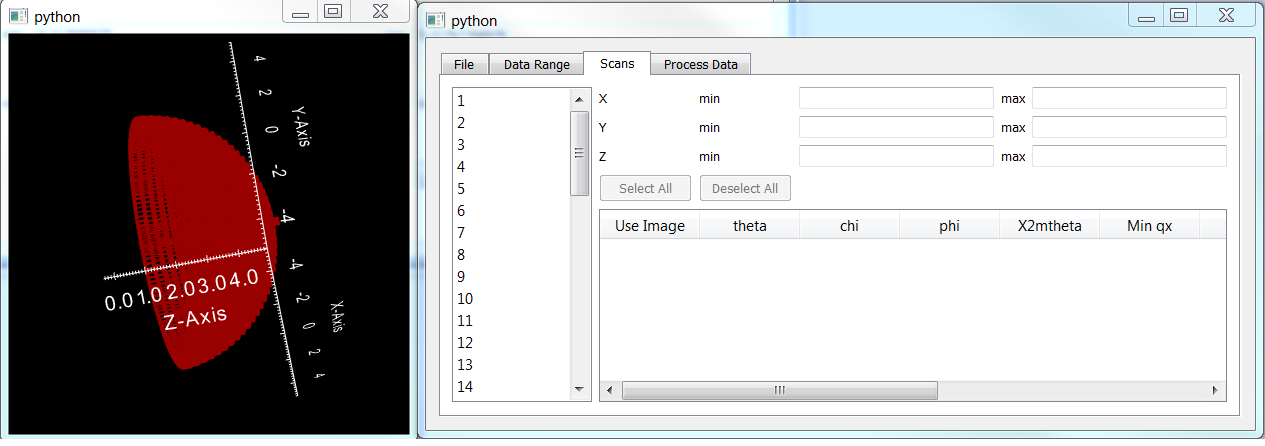 python
4
2
0
-2
-4
Y-Axis
-4
-2
0
2
4
X-Axis
0.0 1.0 2.0 3.0 4.0
Z-Axis
python
File Data Range Scans Process Data
1
2
3
4
5
6
7
8
9
10
11
12
13
14
X min max
Y min max
Z min max
Select All Deselect All
Use Image theta chi phi X2mtheta Min qx